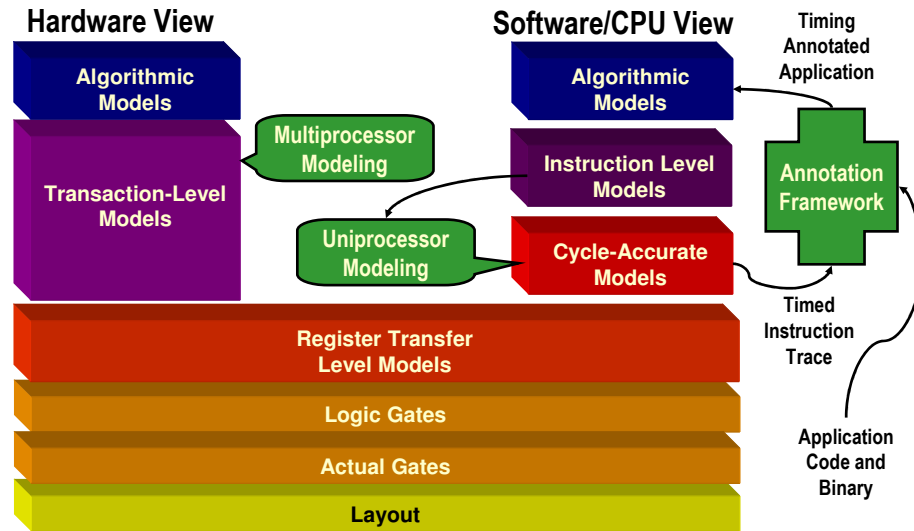 Hardware View
Software/CPU View
Timing
Annotated
Application
Algorithmic
Models
Algorithmic
Models
Multiprocessor
Modeling
Transaction-Level
Models
Instruction Level
Models
Annotation
Framework
Uniprocessor
Modeling
Cycle-Accurate
Models
Timed
Instruction
Trace
Register Transfer
Level Models
Logic Gates
Actual Gates
Layout
Application
Code and
Binary